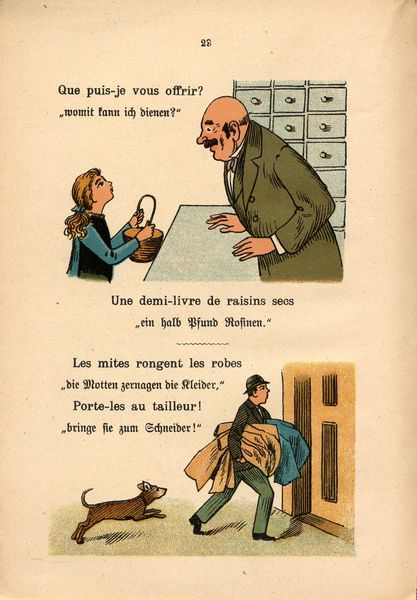 23
Que puis-je vous offrir?
„womit kann ich dienen?“
Une demi-livre de raisins secs
„ein halb Pfund Rosinen.“
Les mites rongent les robes
„die Motten zernagen die Kleider,“
Porte-les au tailleur!
„bringe sie zum Schneider!“